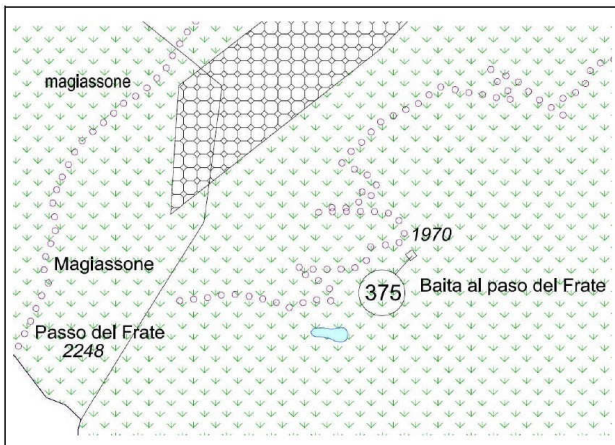 magiassone
1970
Magiassone
375
Baita al paso del Frate
Passo del Frate
2248